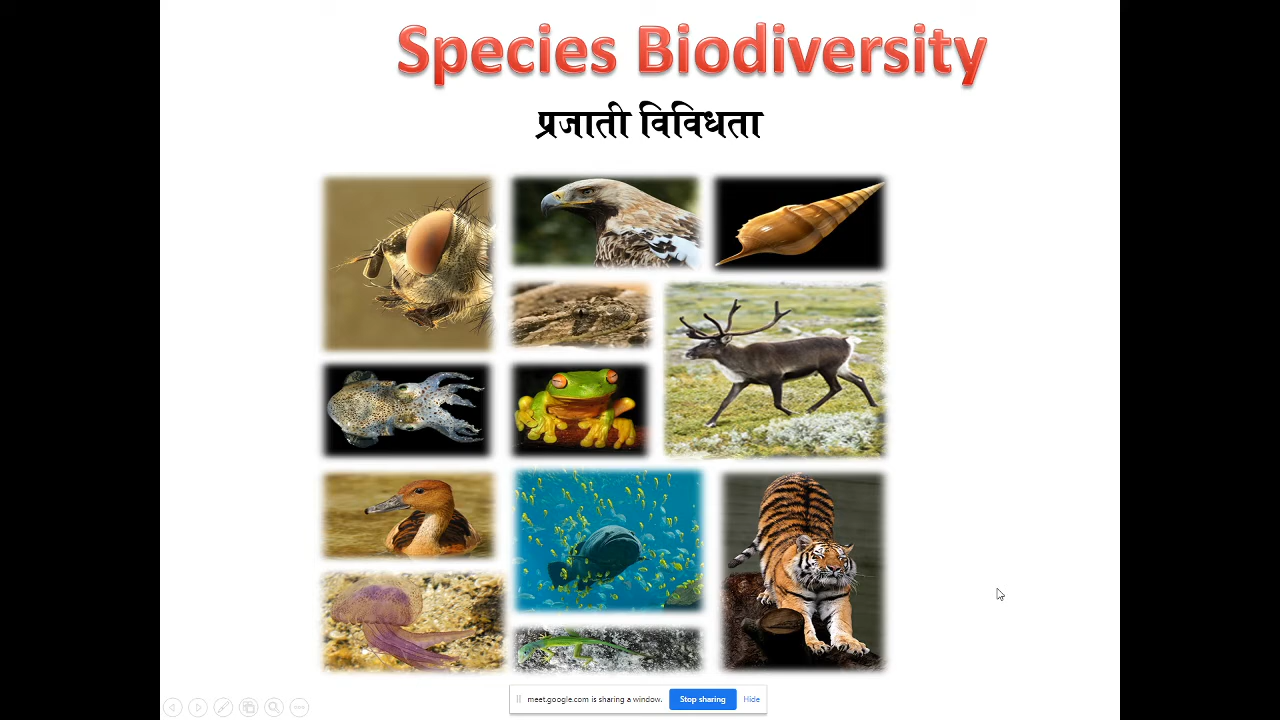 Species Biodiversity
प्रजाती विविधता
meet.google.com is sharing a window. Stop sharing Hide